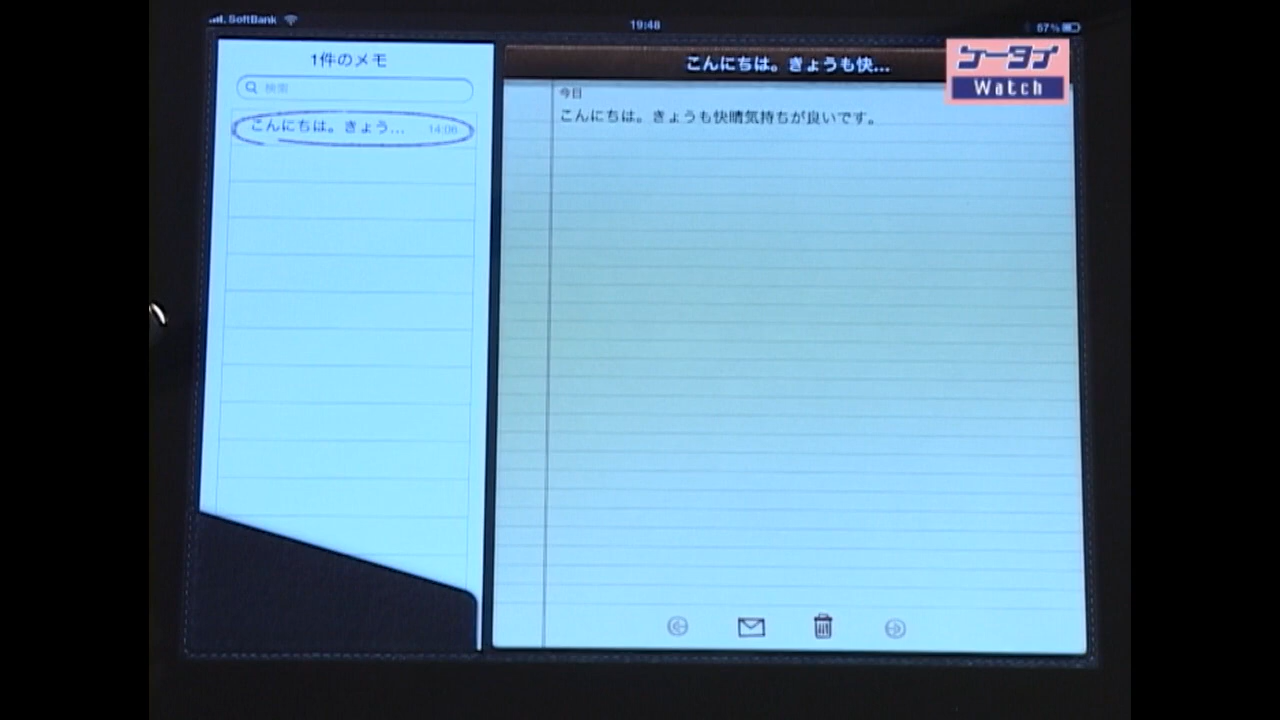 SoftBank
19:48
67%
1件のメモ
検索
こんにちは。きょう... 14:06
こんにちは。きょうも快...
ケータイ
Watch
今日
こんにちは。きょうも快晴気持ちが良いです。